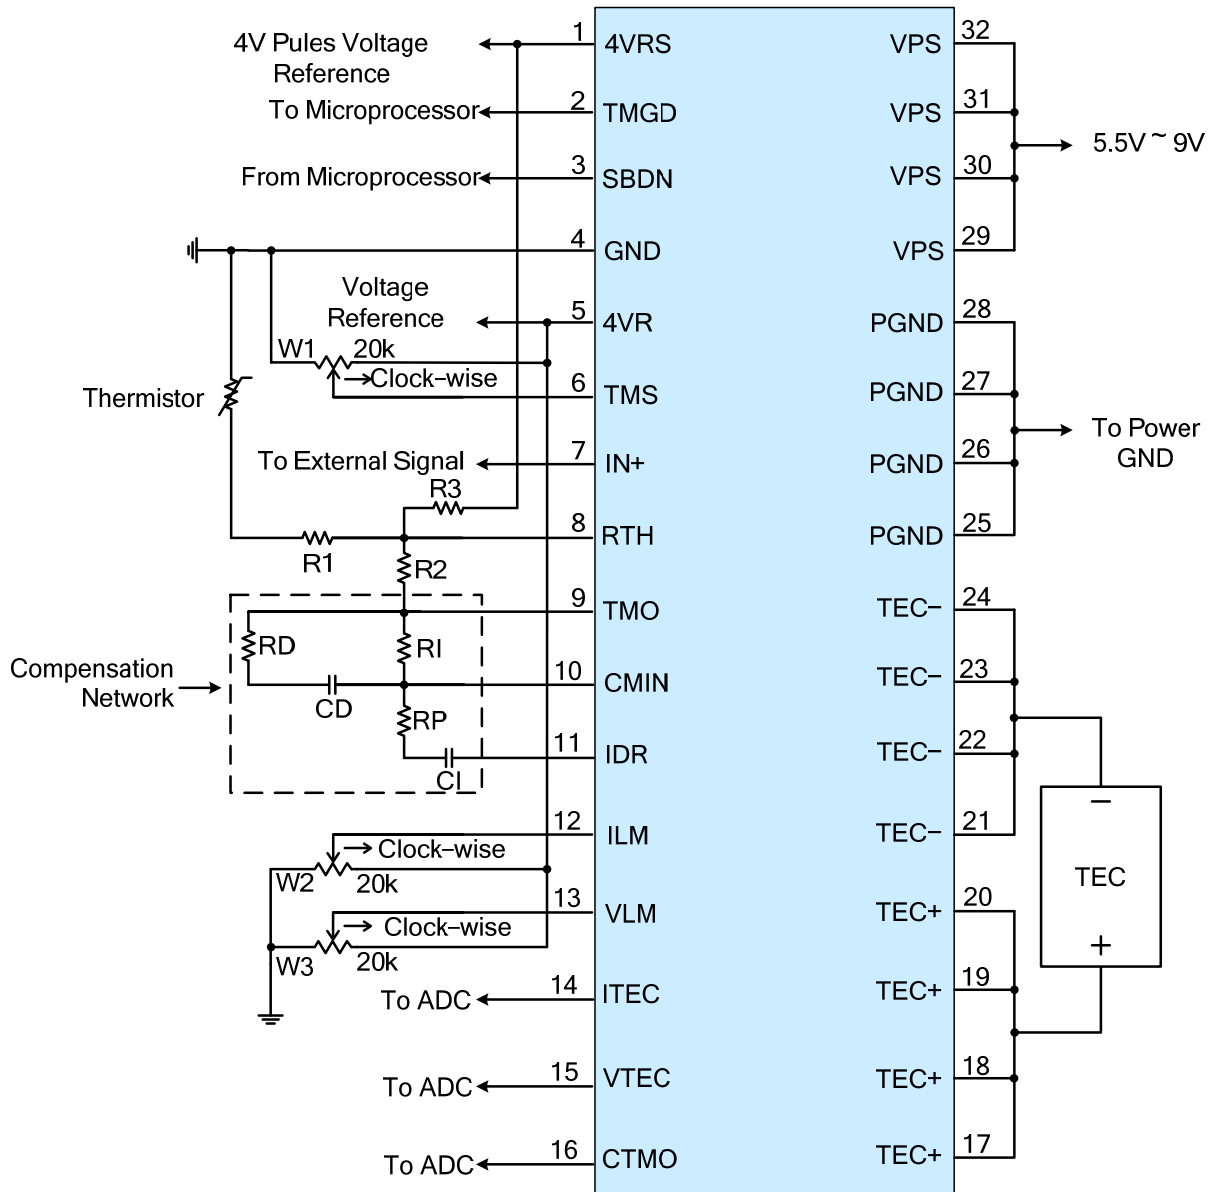 4V Pules Voltage
Reference
1
4VRS
To Microprocessor
2
TMGD
From Microprocessor
3
SBDN
4
GND
Voltage
Reference
5
4VR
W1
20k
Clock-wise
6
TMS
Thermistor
To External Signal
7
IN+
R3
8
RTH
R1
R2
9
TMO
RD
RI
Compensation
Network
10
CMIN
CD
RP
11
IDR
CI
12
ILM
Clock-wise
W2
20k
13
VLM
Clock-wise
W3
20k
To ADC
14
ITEC
To ADC
15
VTEC
To ADC
16
CTMO
VPS
32
VPS
31
5.5V ~ 9V
VPS
30
VPS
29
PGND
28
PGND
27
To Power
GND
PGND
26
PGND
25
TEC−
24
TEC−
23
TEC−
22
TEC−
21
−
TEC
+
TEC+
20
TEC+
19
TEC+
18
TEC+
17